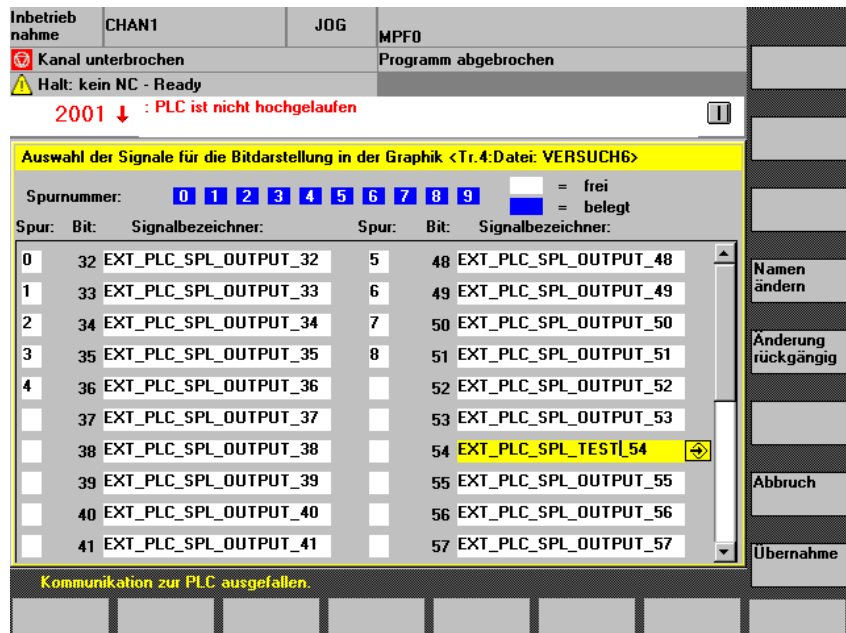 Inbetrieb
nahme
CHAN1
JOG
MPF0
Kanal unterbrochen
Programm abgebrochen
Halt: kein NC - Ready
2001 ↓ : PLC ist nicht hochgelaufen
Auswahl der Signale für die Bitdarstellung in der Graphik <Tr.4:Datei: VERSUCH6>
Spurnummer: 0 1 2 3 4 5 6 7 8 9
= frei
= belegt
Spur: Bit: Signalbezeichner: Spur: Bit: Signalbezeichner:
0 32 EXT_PLC_SPL_OUTPUT_32 5 48 EXT_PLC_SPL_OUTPUT_48
1 33 EXT_PLC_SPL_OUTPUT_33 6 49 EXT_PLC_SPL_OUTPUT_49
2 34 EXT_PLC_SPL_OUTPUT_34 7 50 EXT_PLC_SPL_OUTPUT_50
3 35 EXT_PLC_SPL_OUTPUT_35 8 51 EXT_PLC_SPL_OUTPUT_51
4 36 EXT_PLC_SPL_OUTPUT_36 52 EXT_PLC_SPL_OUTPUT_52
37 EXT_PLC_SPL_OUTPUT_37 53 EXT_PLC_SPL_OUTPUT_53
38 EXT_PLC_SPL_OUTPUT_38 54 EXT_PLC_SPL_TEST_54
39 EXT_PLC_SPL_OUTPUT_39 55 EXT_PLC_SPL_OUTPUT_55
40 EXT_PLC_SPL_OUTPUT_40 56 EXT_PLC_SPL_OUTPUT_56
41 EXT_PLC_SPL_OUTPUT_41 57 EXT_PLC_SPL_OUTPUT_57
Namen
ändern
Änderung
rückgängig
Abbruch
Übernahme
Kommunikation zur PLC ausgefallen.